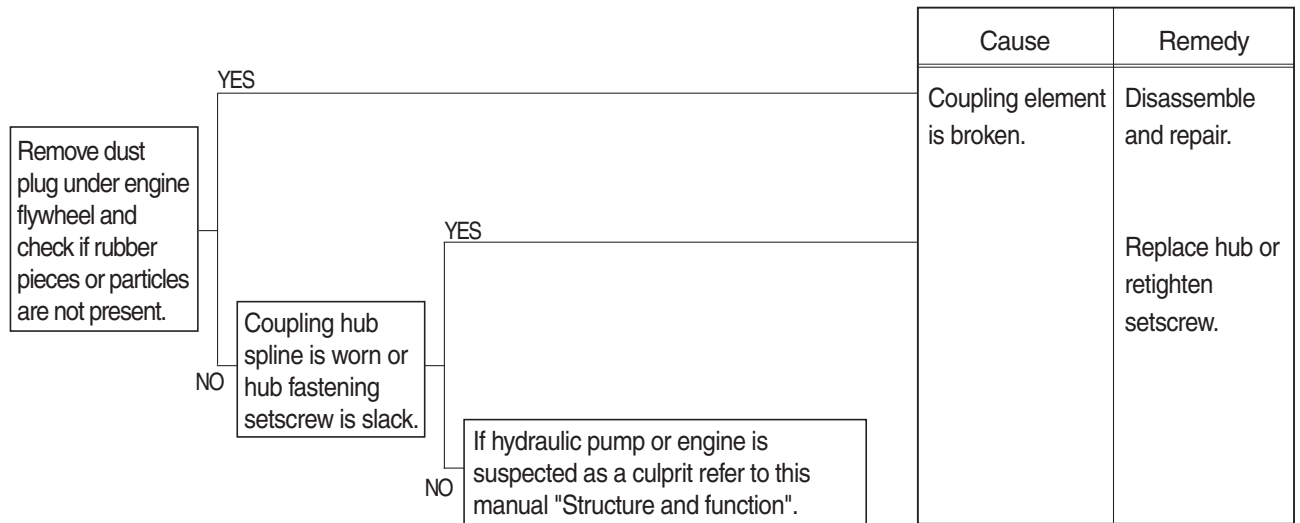 Cause
Remedy
YES
Coupling element
is broken.
Disassemble
and repair.
Remove dust
plug under engine
flywheel and
check if rubber
pieces or particles
are not present.
YES
Replace hub or
retighten
setscrew.
NO
Coupling hub
spline is worn or
hub fastening
setscrew is slack.
NO
If hydraulic pump or engine is
suspected as a culprit refer to this
manual "Structure and function".